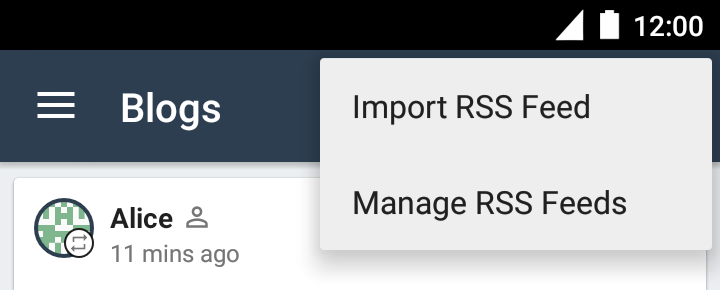 12:00
Blogs
Import RSS Feed
Manage RSS Feeds
Alice
11 mins ago